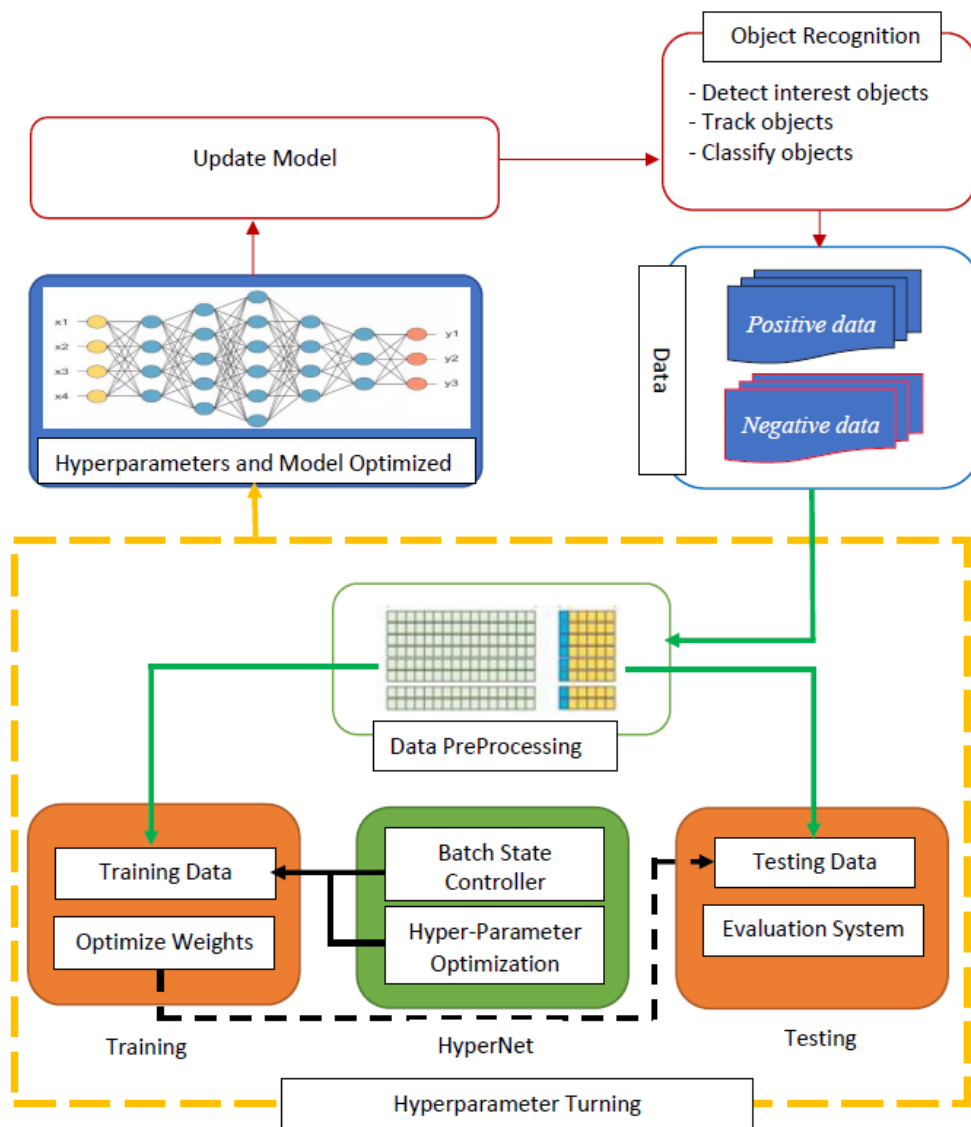 Object Recognition
- Detect interest objects
- Track objects
- Classify objects
Update Model
x1
x2
x3
x4
y1
y2
y3
Hyperparameters and Model Optimized
Data
Positive data
Negative data
Data PreProcessing
Training Data
Optimize Weights
Training
Batch State
Controller
Hyper-Parameter
Optimization
HyperNet
Testing Data
Evaluation System
Testing
Hyperparameter Turning